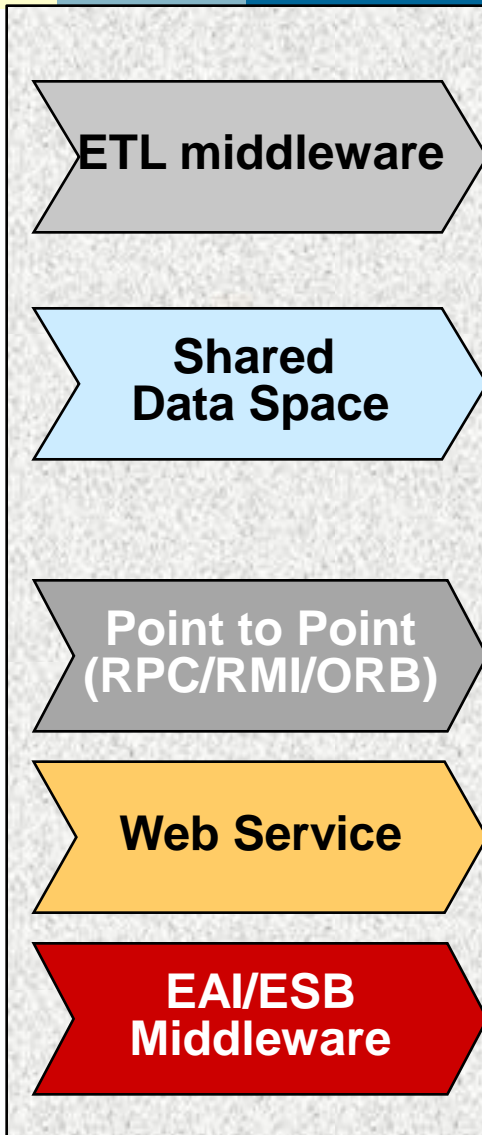 ETL middleware
Shared
Data Space
Point to Point
(RPC/RMI/ORB)
Web Service
EAI/ESB
Middleware